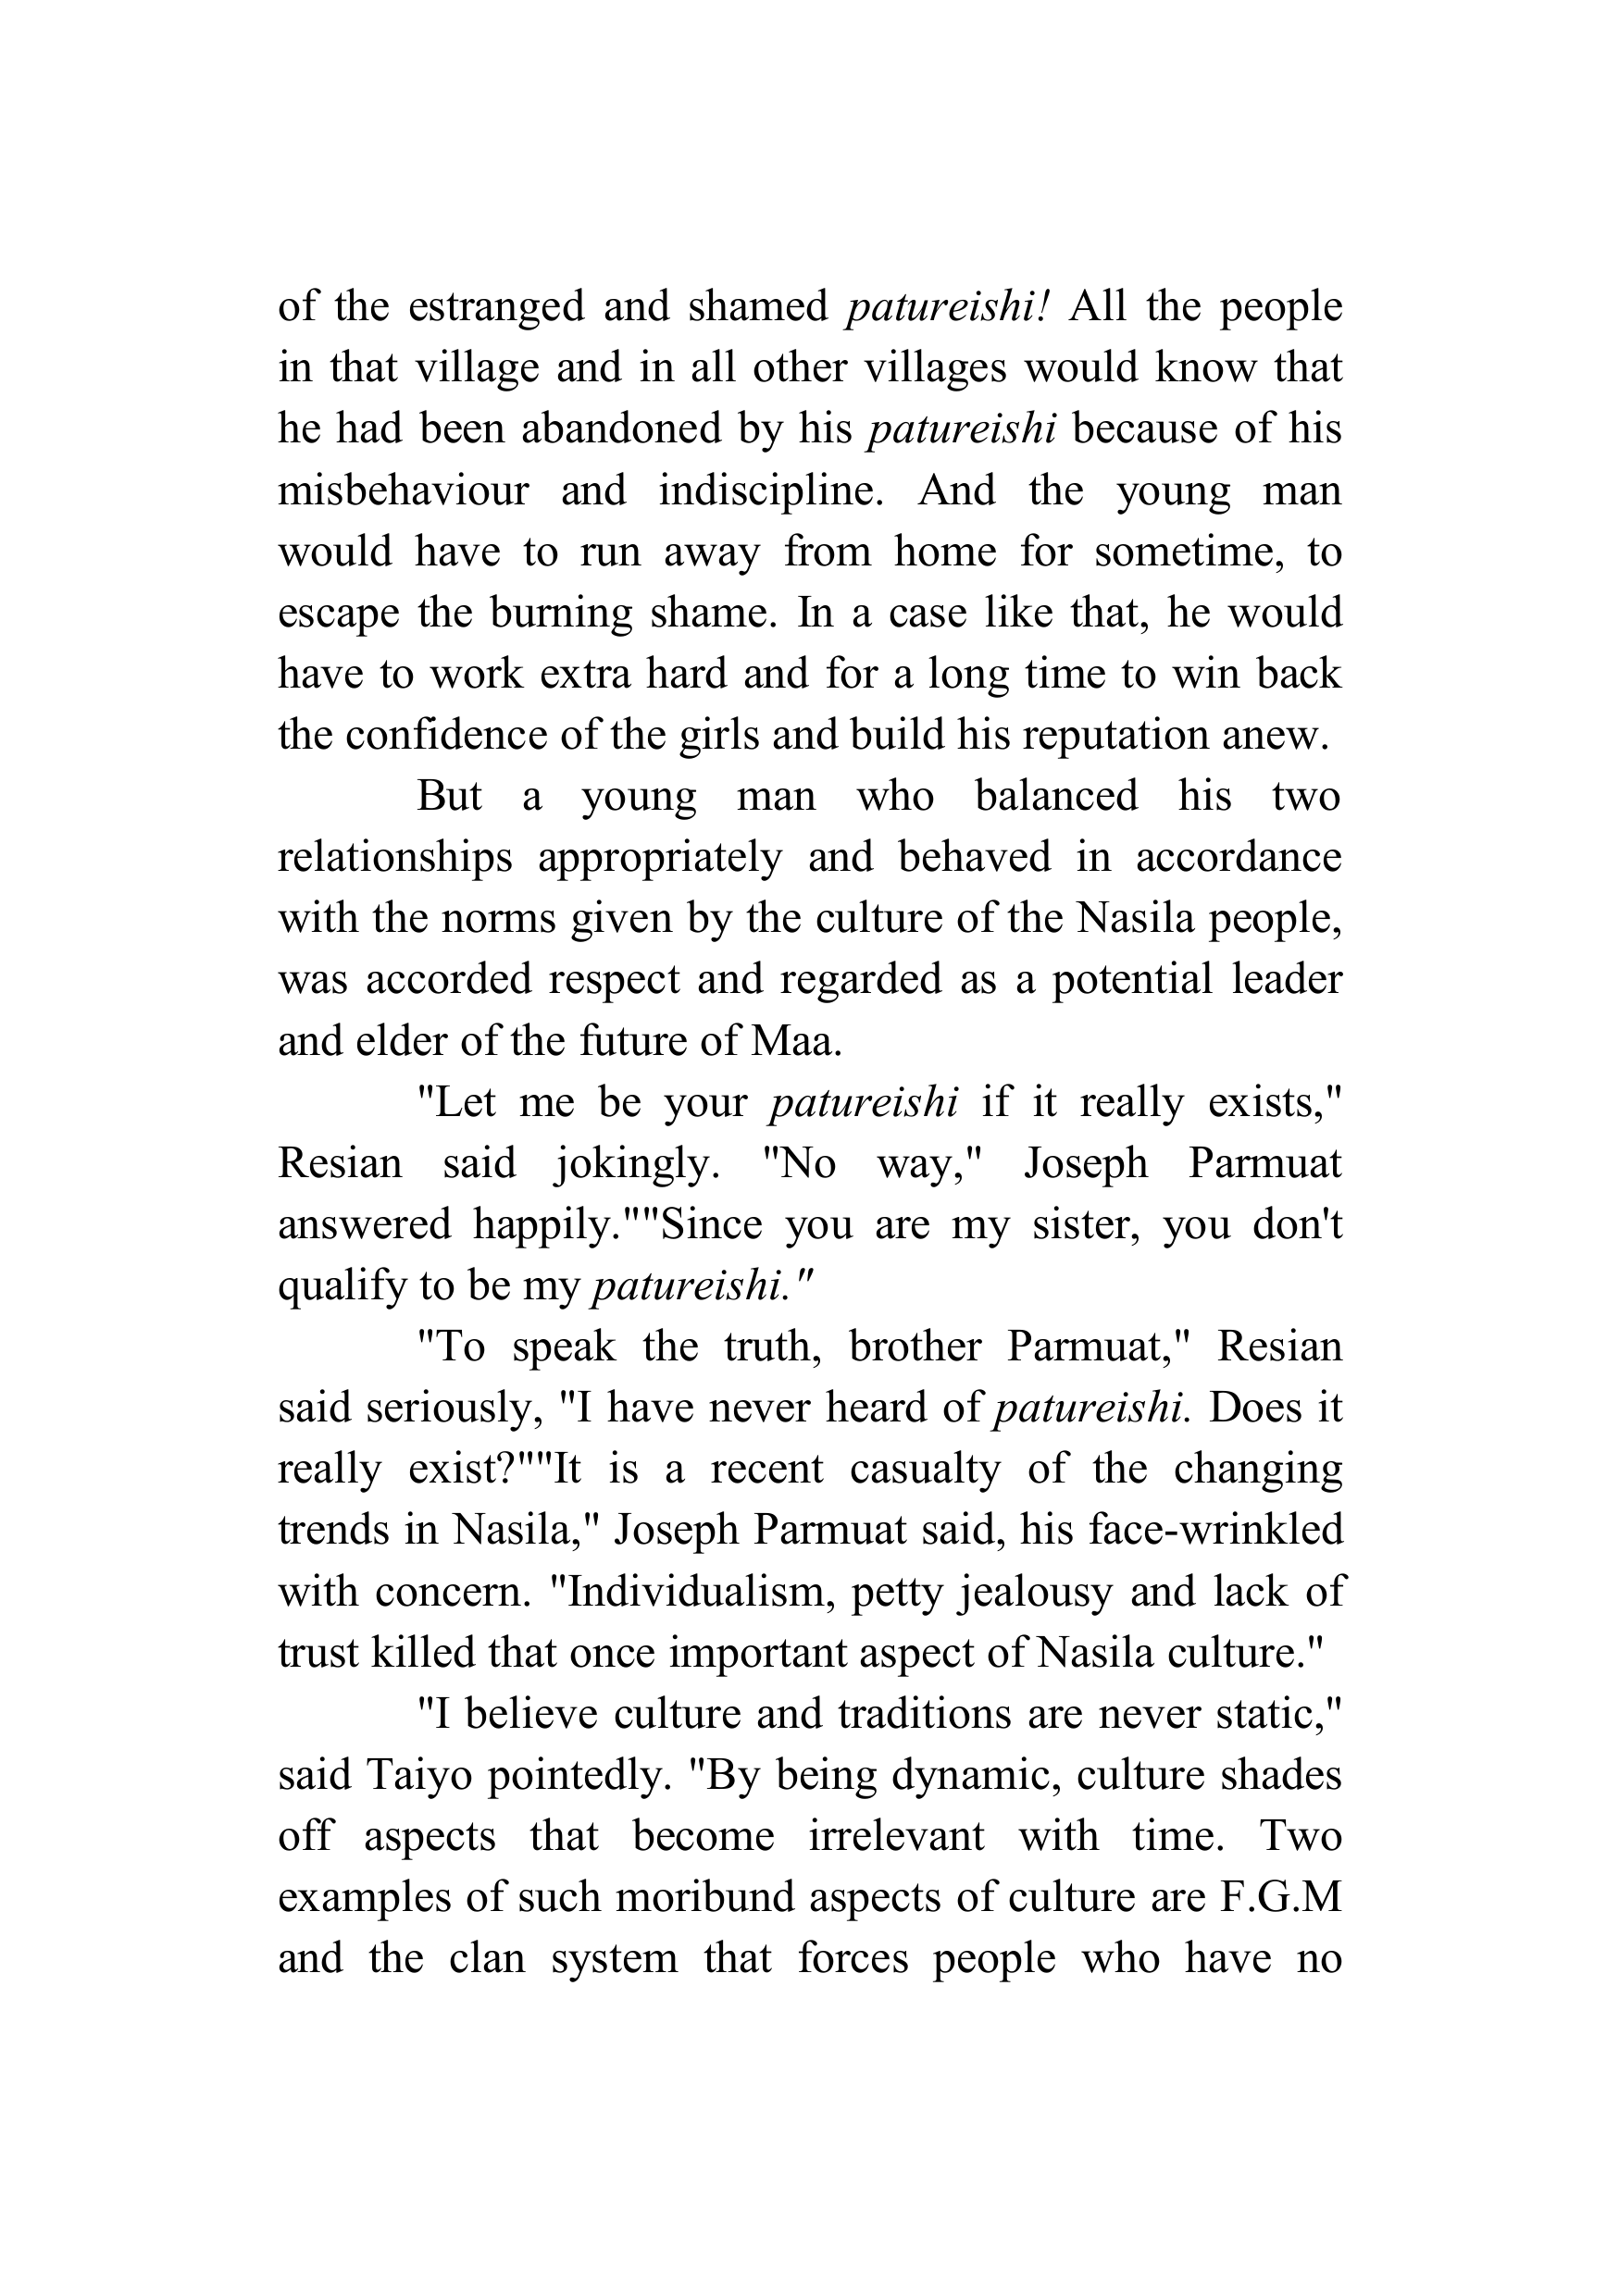 of the estranged and shamed patureishi! All the people
in that village and in all other villages would know that
he had been abandoned by his patureishi because of his
misbehaviour and indiscipline. And the young man
would have to run away from home for sometime, to
escape the burning shame. In a case like that, he would
have to work extra hard and for a long time to win back
the confidence of the girls and build his reputation anew.
But a young man who balanced his two
relationships appropriately and behaved in accordance
with the norms given by the culture of the Nasila people,
was accorded respect and regarded as a potential leader
and elder of the future of Maa.
"Let me be your patureishi if it really exists,"
Resian said jokingly. "No way," Joseph Parmuat
answered happily.""Since you are my sister, you don't
qualify to be my patureishi."
"To speak the truth, brother Parmuat," Resian
said seriously, "I have never heard of patureishi. Does it
really exist?""It is a recent casualty of the changing
trends in Nasila," Joseph Parmuat said, his face-wrinkled
with concern. "Individualism, petty jealousy and lack of
trust killed that once important aspect of Nasila culture."
"I believe culture and traditions are never static,"
said Taiyo pointedly. "By being dynamic, culture shades
off aspects that become irrelevant with time. Two
examples of such moribund aspects of culture are F.G.M
and the clan system that forces people who have no